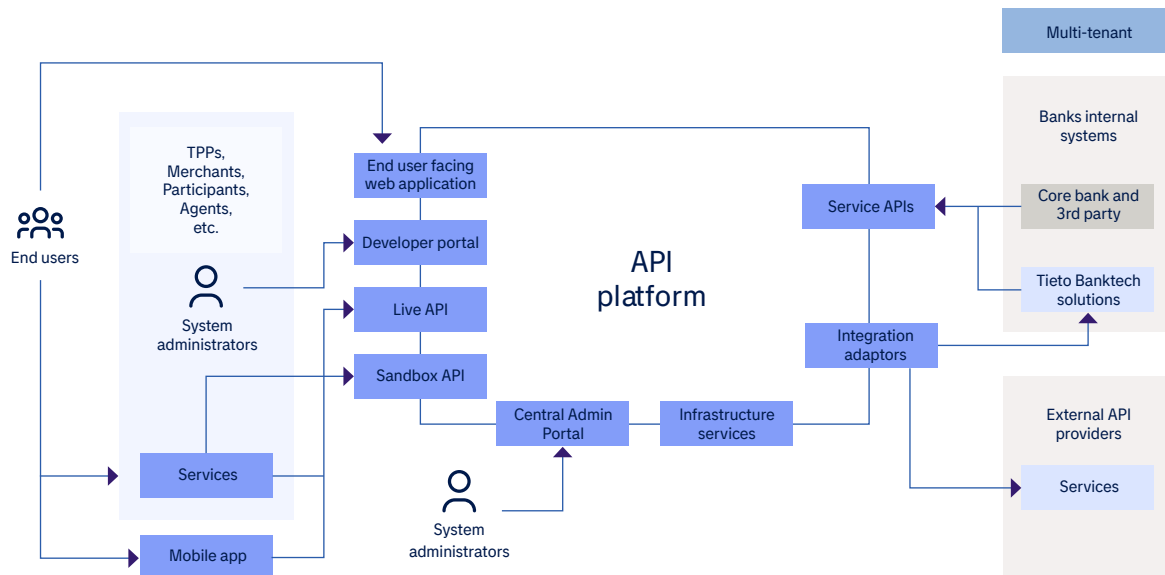 Multi-tenant
Banks internal
systems
Core bank and
3rd party
Tieto Banktech
solutions
External API
providers
Services
TPPs,
Merchants,
Participants,
Agents,
etc.
End users
System
administrators
Services
Mobile app
End user facing
web application
Developer portal
Live API
Sandbox API
API
platform
Service APIs
Integration
adaptors
Central Admin
Portal
Infrastructure
services
System
administrators